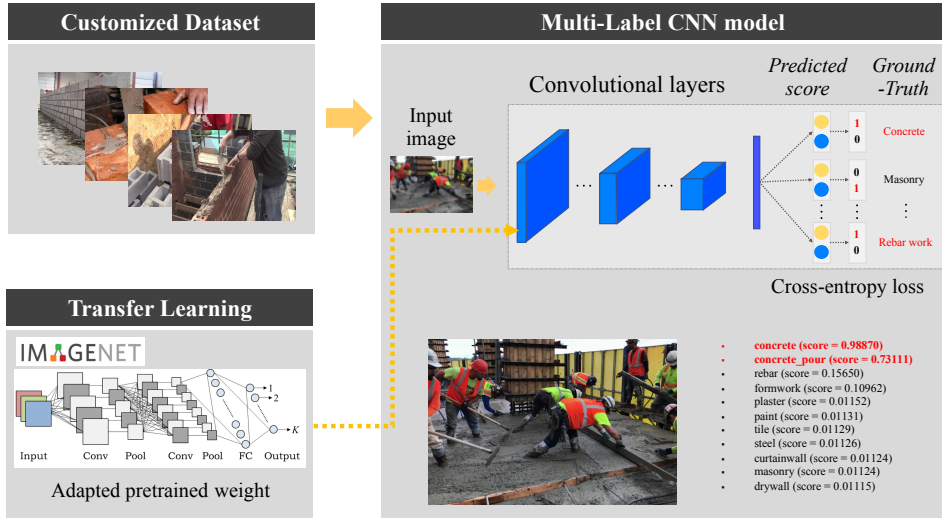 Customized Dataset
Multi-Label CNN model
Convolutional layers
Predicted
score
Ground
-Truth
Input
image
...
...
1
0
Concrete
0
1
Masonry
1
0
Rebar work
Cross-entropy loss
Transfer Learning
IMAGENET
1
2
K
Input
Conv
Pool
Conv
Pool
FC
Output
Adapted pretrained weight
• concrete (score = 0.98870)
• concrete_pour (score = 0.73111)
• rebar (score = 0.15650)
• formwork (score = 0.10962)
• plaster (score = 0.01152)
• paint (score = 0.01131)
• tile (score = 0.01129)
• steel (score = 0.01126)
• curtainwall (score = 0.01124)
• masonry (score = 0.01124)
• drywall (score = 0.01115)